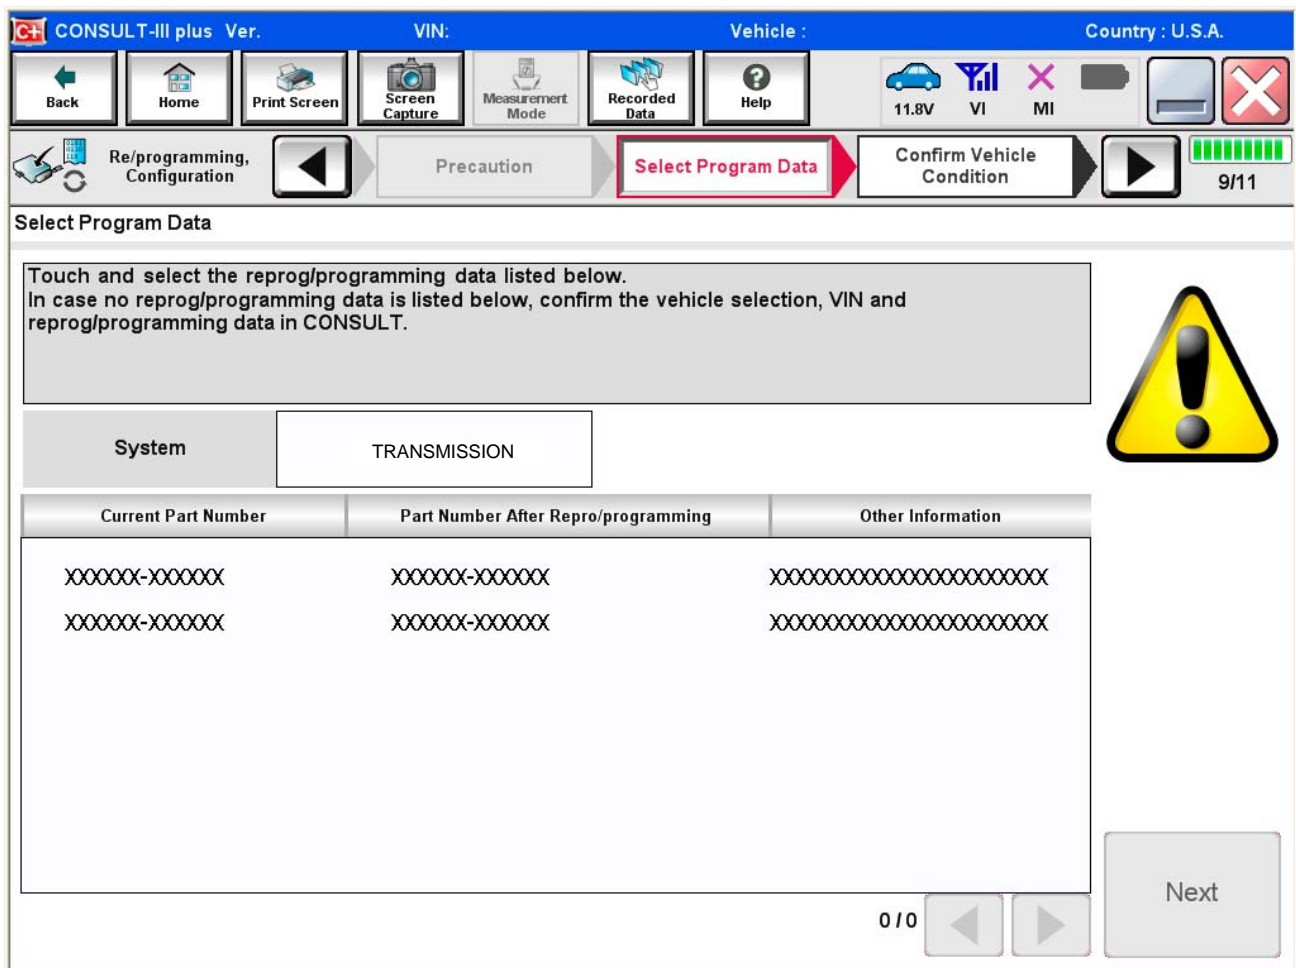 C+ CONSULT-III plus Ver. VIN: Vehicle : Country : U.S.A.
Back Home Print Screen Screen Capture Measurement Mode Recorded Data Help 11.8V VI MI
Re/programming, Configuration Precaution Select Program Data Confirm Vehicle Condition 9/11
Select Program Data
Touch and select the reprog/programming data listed below.
In case no reprog/programming data is listed below, confirm the vehicle selection, VIN and
reprog/programming data in CONSULT.
System TRANSMISSION
Current Part Number Part Number After Repro/programming Other Information
XXXXXX-XXXXXX XXXXXX-XXXXXX XXXXXXXXXXXXXXXXXXXXXX
XXXXXX-XXXXXX XXXXXX-XXXXXX XXXXXXXXXXXXXXXXXXXXXX
Next
0/0